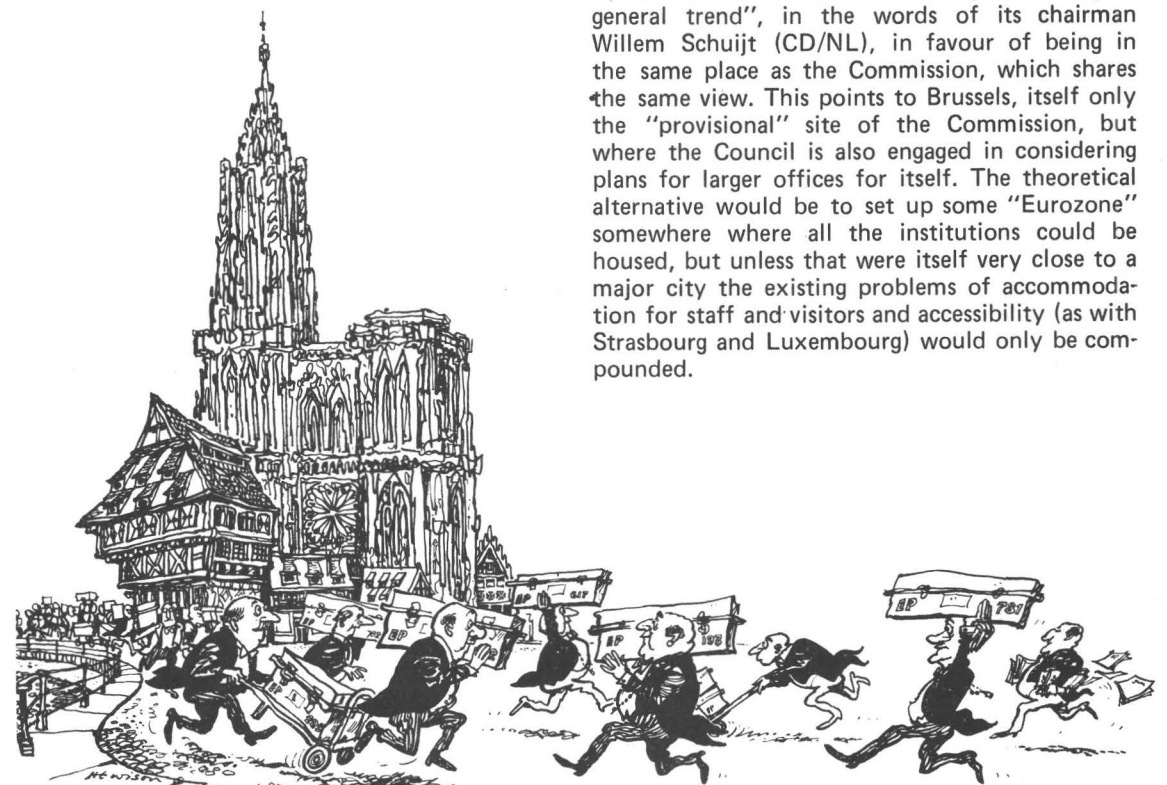 general trend", in the words of its chairman
Willem Schuijt (CD/NL), in favour of being in
the same place as the Commission, which shares
the same view. This points to Brussels, itself only
the "provisional" site of the Commission, but
where the Council is also engaged in considering
plans for larger offices for itself. The theoretical
alternative would be to set up some "Eurozone"
somewhere where all the institutions could be
housed, but unless that were itself very close to a
major city the existing problems of accommoda-
tion for staff and visitors and accessibility (as with
Strasbourg and Luxembourg) would only be com-
pounded.
EP
EP 617
EP 193
EP 781
EP